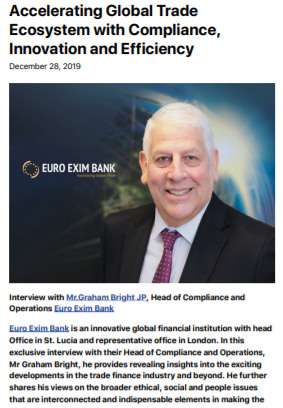 Accelerating Global Trade
Ecosystem with Compliance,
Innovation and Efficiency
December 28, 2019
EURO EXIM BANK
Interview with Mr.Graham Bright JP, Head of Compliance and
Operations Euro Exim Bank
Euro Exim Bank is an innovative global financial institution with head
Office in St. Lucia and representative office in London. In this
exclusive interview with their Head of Compliance and Operations,
Mr Graham Bright, he provides revealing insights into the exciting
developments in the trade finance industry and beyond. He further
shares his views on the broader ethical, social and people issues
that are interconnected and indispensable elements in making the